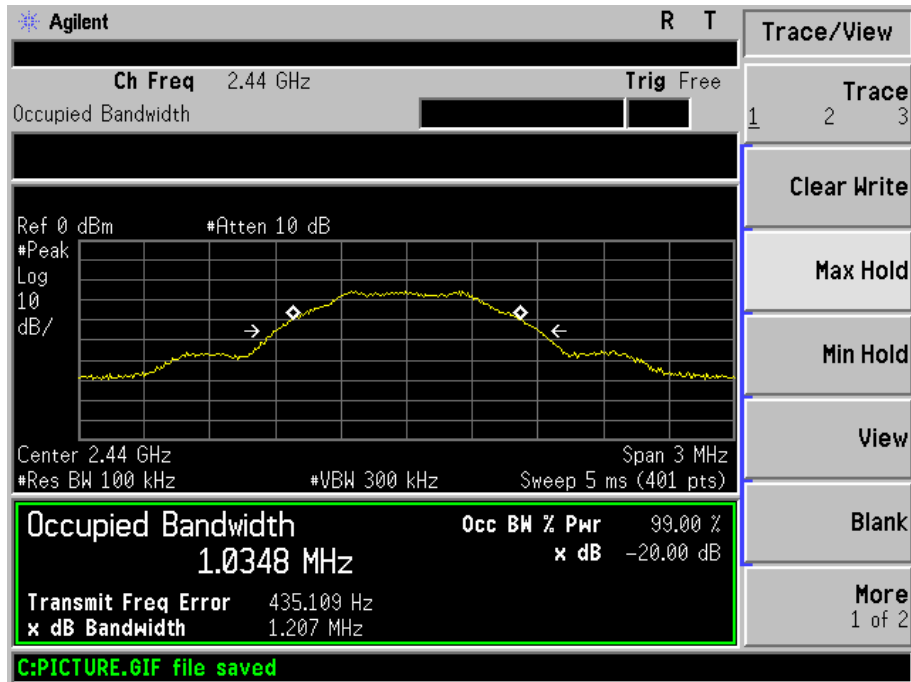 Agilent R T
Ch Freq 2.44 GHz Trig Free
Occupied Bandwidth
Ref 0 dBm #Atten 10 dB
#Peak
Log
10
dB/
Center 2.44 GHz Span 3 MHz
#Res BW 100 kHz #VBW 300 kHz Sweep 5 ms (401 pts)
Occupied Bandwidth Occ BW % Pwr 99.00 %
1.0348 MHz x dB -20.00 dB
Transmit Freq Error 435.109 Hz
x dB Bandwidth 1.207 MHz
C:PICTURE.GIF file saved
Trace/View
Trace
1 2 3
Clear Write
Max Hold
Min Hold
View
Blank
More
1 of 2